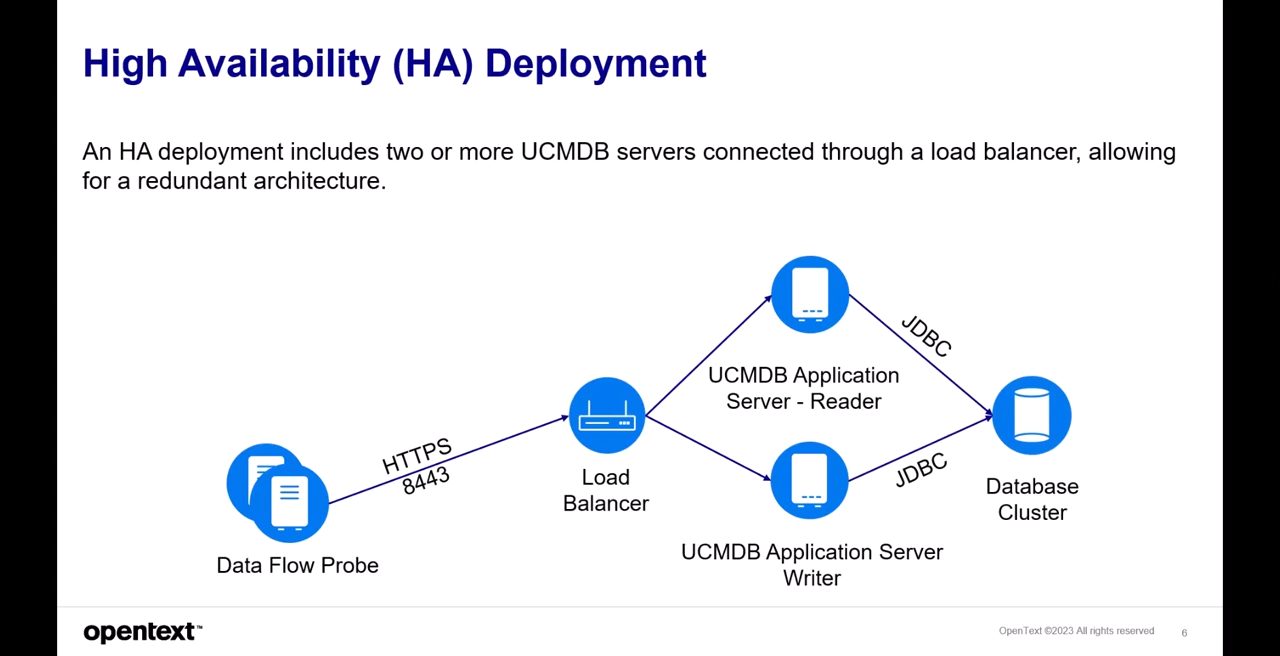 High Availability (HA) Deployment
An HA deployment includes two or more UCMDB servers connected through a load balancer, allowing
for a redundant architecture.
JDBC
UCMDB Application
Server - Reader
HTTPS
8443
Load
Balancer
JDBC
Database
Cluster
Data Flow Probe
UCMDB Application Server
Writer
opentext™
OpenText ©2023 All rights reserved
6